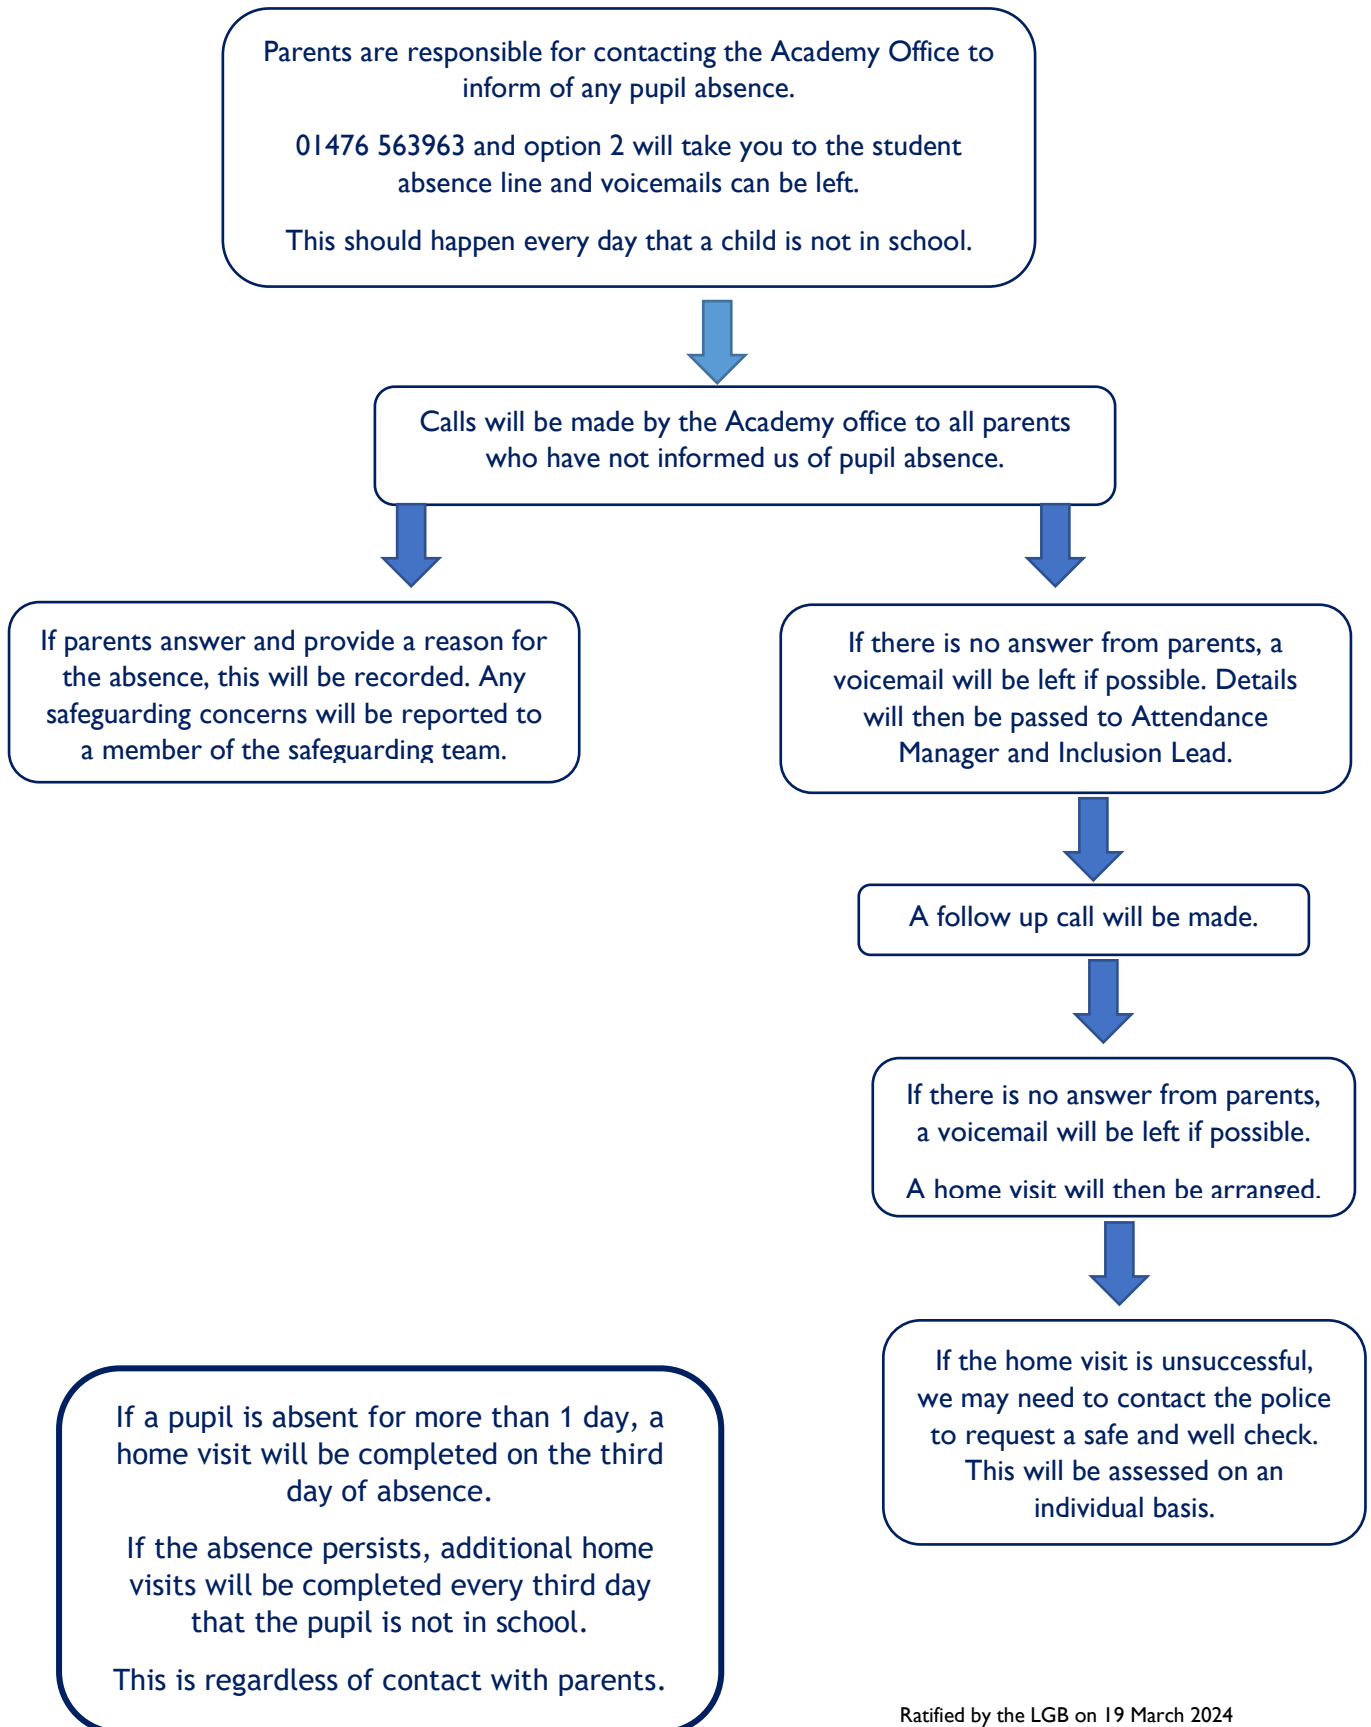 Parents are responsible for contacting the Academy Office to
inform of any pupil absence.
01476 563963 and option 2 will take you to the student
absence line and voicemails can be left.
This should happen every day that a child is not in school.
Calls will be made by the Academy office to all parents
who have not informed us of pupil absence.
If parents answer and provide a reason for
the absence, this will be recorded. Any
safeguarding concerns will be reported to
a member of the safeguarding team.
If there is no answer from parents, a
voicemail will be left if possible. Details
will then be passed to Attendance
Manager and Inclusion Lead.
A follow up call will be made.
If there is no answer from parents,
a voicemail will be left if possible.
A home visit will then be arranged.
If the home visit is unsuccessful,
we may need to contact the police
to request a safe and well check.
This will be assessed on an
individual basis.
If a pupil is absent for more than 1 day, a
home visit will be completed on the third
day of absence.
If the absence persists, additional home
visits will be completed every third day
that the pupil is not in school.
This is regardless of contact with parents.
Ratified by the LGB on 19 March 2024